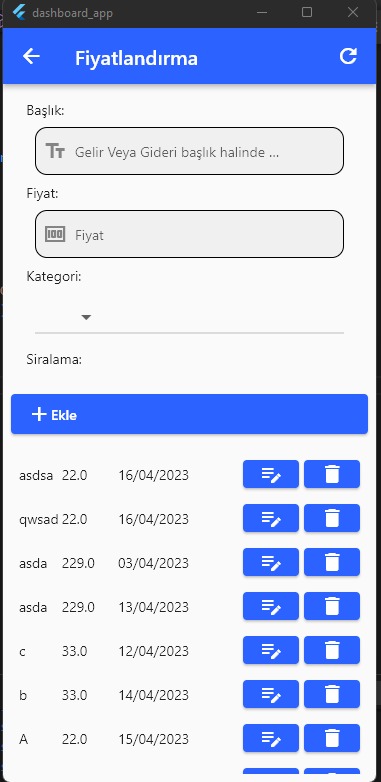 dashboard_app
Fiyatlandırma
Başlık:
Gelir Veya Gideri başlık halinde ...
Fiyat:
100 Fiyat
Kategori:
Siralama:
Ekle
asdsa 22.0 16/04/2023
qwsad 22.0 16/04/2023
asda 229.0 03/04/2023
asda 229.0 13/04/2023
c 33.0 12/04/2023
b 33.0 14/04/2023
A 22.0 15/04/2023